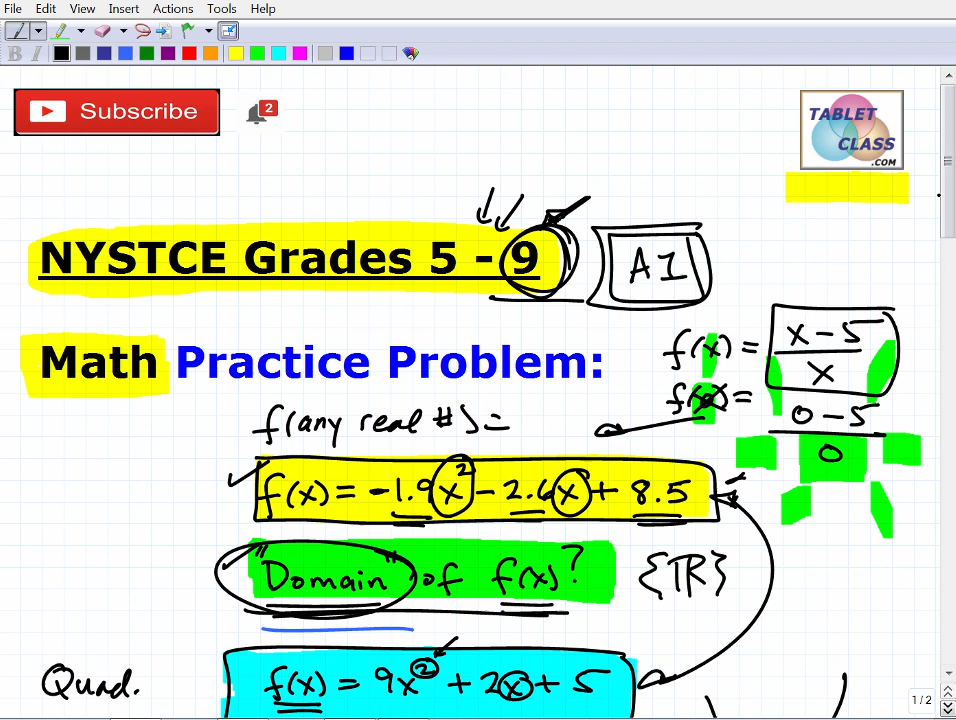 File Edit View Insert Actions Tools Help
B I
Subscribe
2
TABLET
CLASS
.COM
NYSTCE Grades 5 - 9
A1
Math Practice Problem:
f(x) = x - 5 / x
f(0) = 0 - 5 / 0
f(any real #) =
f(x) = -1.9x² - 2.6x + 8.5
"Domain" of f(x)?
{ℝ}
Quad.
f(x) = 9x² + 2x + 5
1 / 2